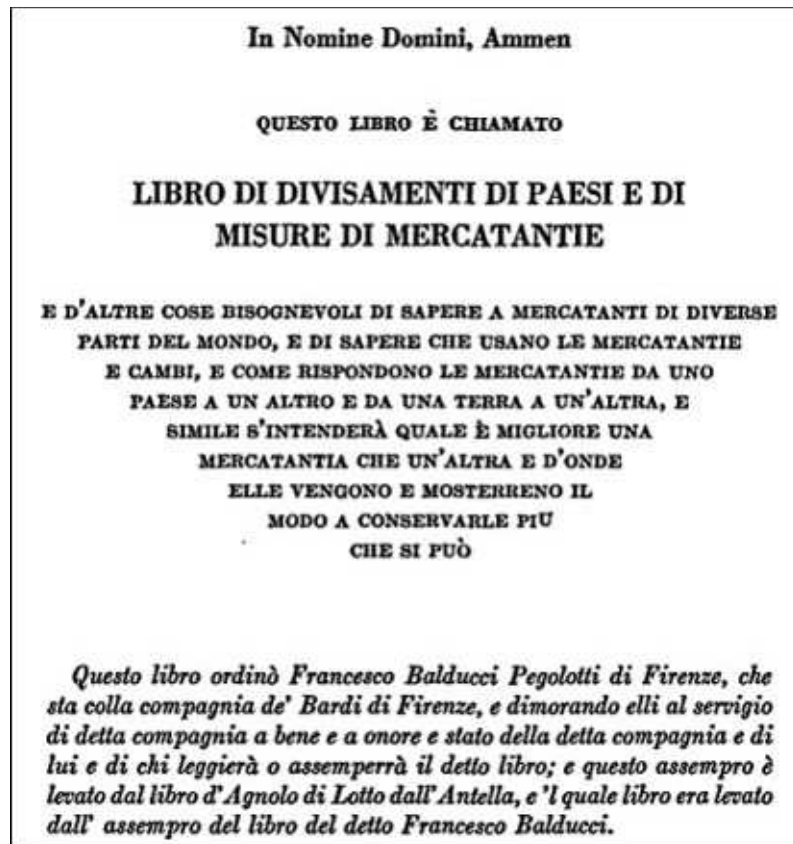 In Nomine Domini, Ammen
QUESTO LIBRO È CHIAMATO
LIBRO DI DIVISAMENTI DI PAESI E DI
MISURE DI MERCATANTIE
E D'ALTRE COSE BISOGNEVOLI DI SAPERE A MERCATANTI DI DIVERSE
PARTI DEL MONDO, E DI SAPERE CHE USANO LE MERCATANTIE
E CAMBI, E COME RISPONDONO LE MERCATANTIE DA UNO
PAESE A UN ALTRO E DA UNA TERRA A UN'ALTRA, E
SIMILE S'INTENDERÀ QUALE È MIGLIORE UNA
MERCATANTIA CHE UN'ALTRA E D'ONDE
ELLE VENGONO E MOSTERRENO IL
MODO A CONSERVARLE PIU
CHE SI PUÒ
Questo libro ordinò Francesco Balducci Pegolotti di Firenze, che
sta colla compagnia de' Bardi di Firenze, e dimorando elli al servigio
di detta compagnia a bene e a onore e stato della detta compagnia e di
lui e di chi leggierà o assemperrà il detto libro; e questo assempro è
levato dal libro d'Agnolo di Lotto dall'Antella, e 'l quale libro era levato
dall' assempro del libro del detto Francesco Balducci.